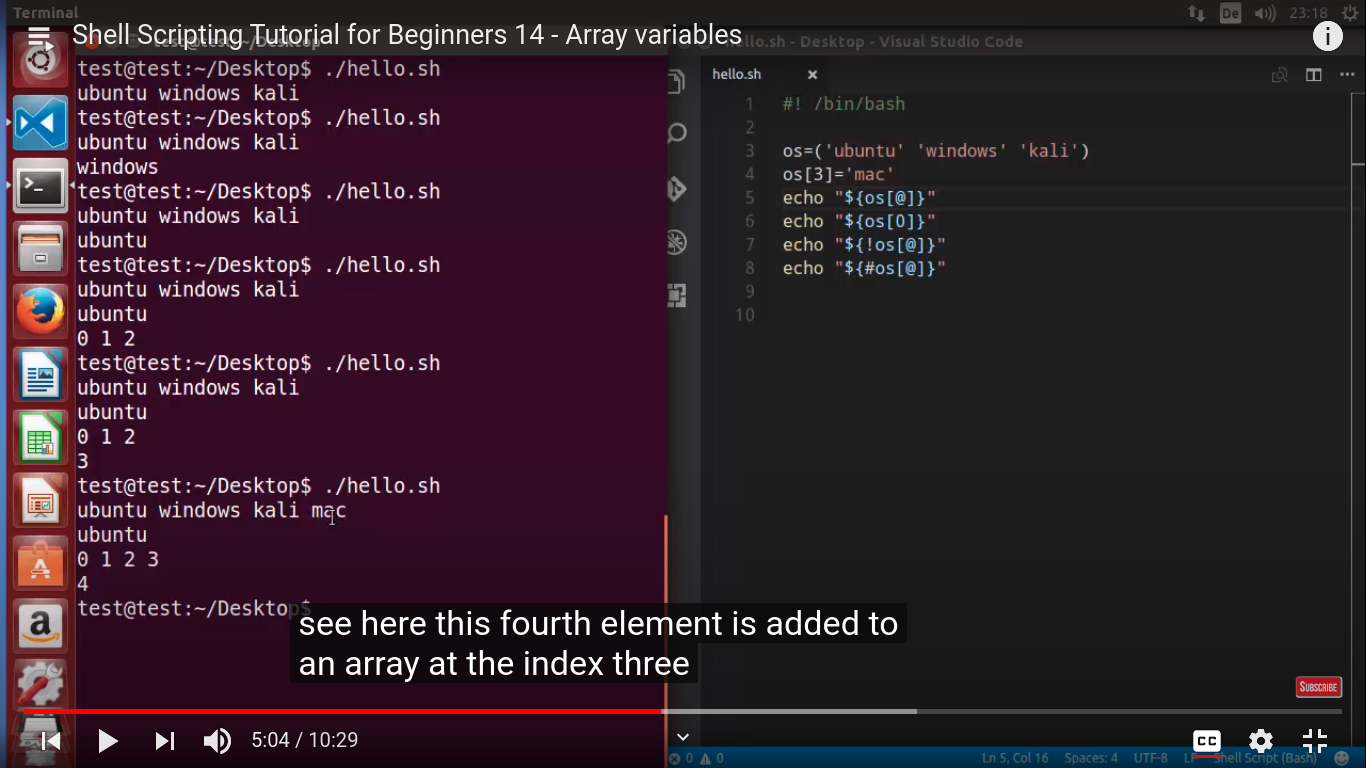 Terminal
De
23:18
Shell Scripting Tutorial for Beginners 14 - Array variables
hello.sh - Desktop - Visual Studio Code
test@test:~/Desktop$ ./hello.sh
ubuntu windows kali
test@test:~/Desktop$ ./hello.sh
ubuntu windows kali
windows
test@test:~/Desktop$ ./hello.sh
ubuntu windows kali
ubuntu
test@test:~/Desktop$ ./hello.sh
ubuntu windows kali
ubuntu
0 1 2
test@test:~/Desktop$ ./hello.sh
ubuntu windows kali
ubuntu
0 1 2
3
test@test:~/Desktop$ ./hello.sh
ubuntu windows kali mac
ubuntu
0 1 2 3
4
test@test:~/Desktop$
hello.sh
1 #! /bin/bash
2
3 os=('ubuntu' 'windows' 'kali')
4 os[3]='mac'
5 echo "${os[@]}"
6 echo "${os[0]}"
7 echo "${!os[@]}"
8 echo "${#os[@]}"
9
10
see here this fourth element is added to
an array at the index three
SUBSCRIBE
5:04 / 10:29
CC
0 0
Ln 5, Col 16
Spaces: 4
UTF-8
LF
Shell Script (Bash)